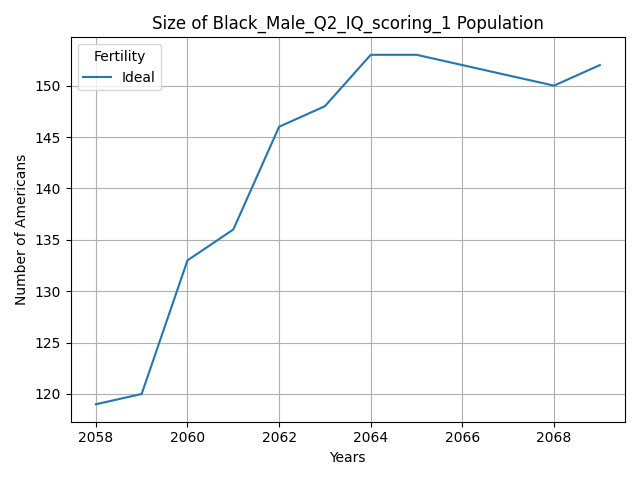 Size of Black_Male_Q2_IQ_scoring_1 Population
Fertility
Ideal
Number of Americans
150
145
140
135
130
125
120
2058 2060 2062 2064 2066 2068
Years